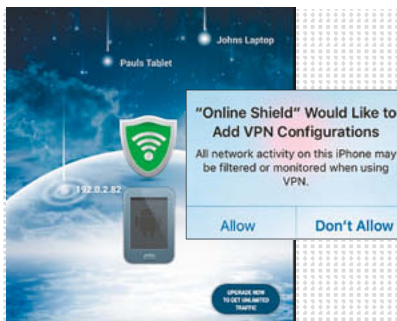 Johns Laptop
Pauls Tablet
192.0.2.82
UPGRADE NOW
TO GET UNLIMITED
TRAFFIC
"Online Shield" Would Like to
Add VPN Configurations
All network activity on this iPhone may
be filtered or monitored when using
VPN.
Allow
Don't Allow